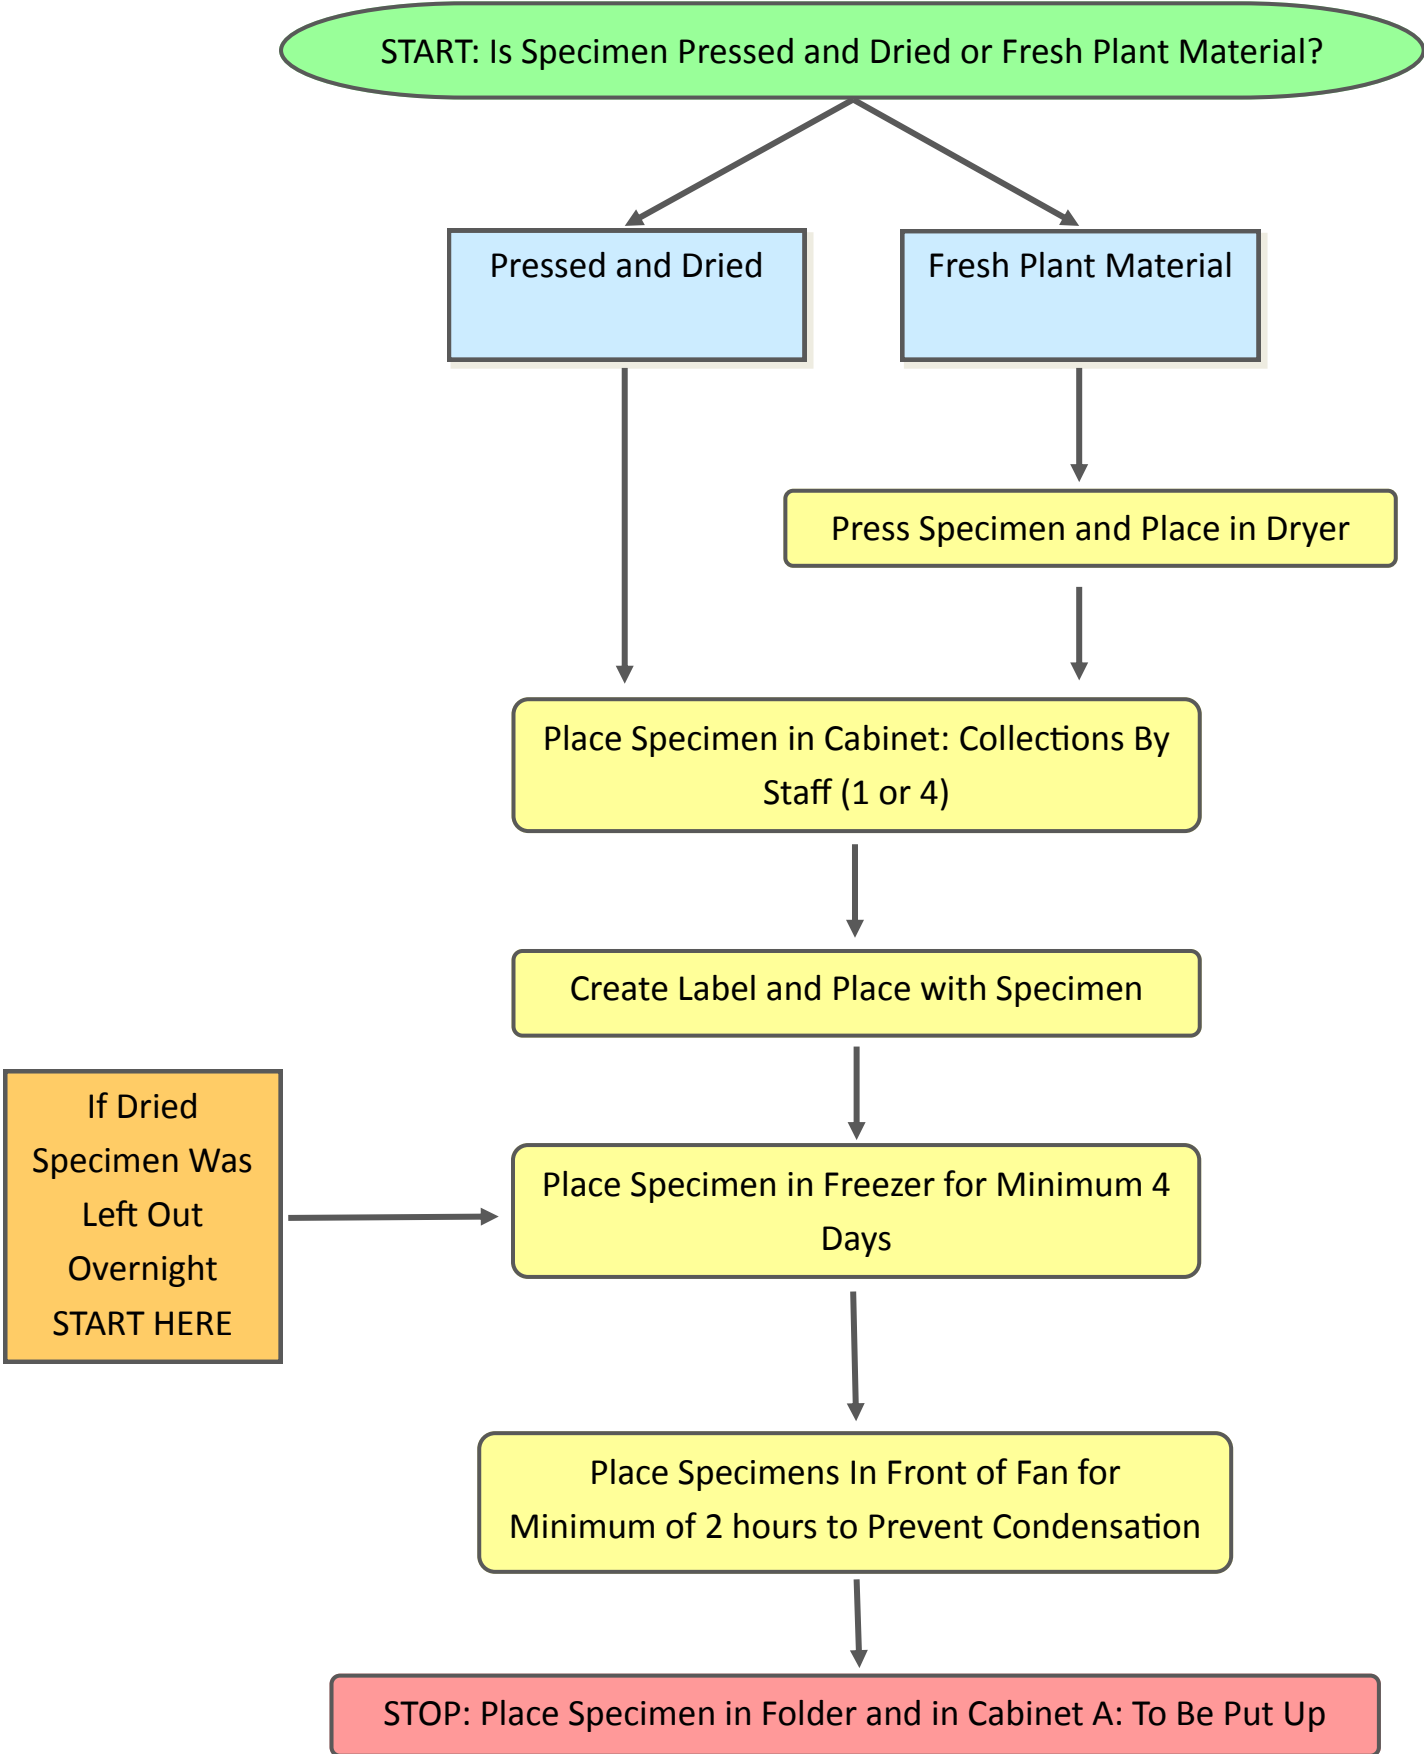 START: Is Specimen Pressed and Dried or Fresh Plant Material?
Pressed and Dried
Fresh Plant Material
Press Specimen and Place in Dryer
Place Specimen in Cabinet: Collections By
Staff (1 or 4)
Create Label and Place with Specimen
If Dried
Specimen Was
Left Out
Overnight
START HERE
Place Specimen in Freezer for Minimum 4
Days
Place Specimens In Front of Fan for
Minimum of 2 hours to Prevent Condensation
STOP: Place Specimen in Folder and in Cabinet A: To Be Put Up